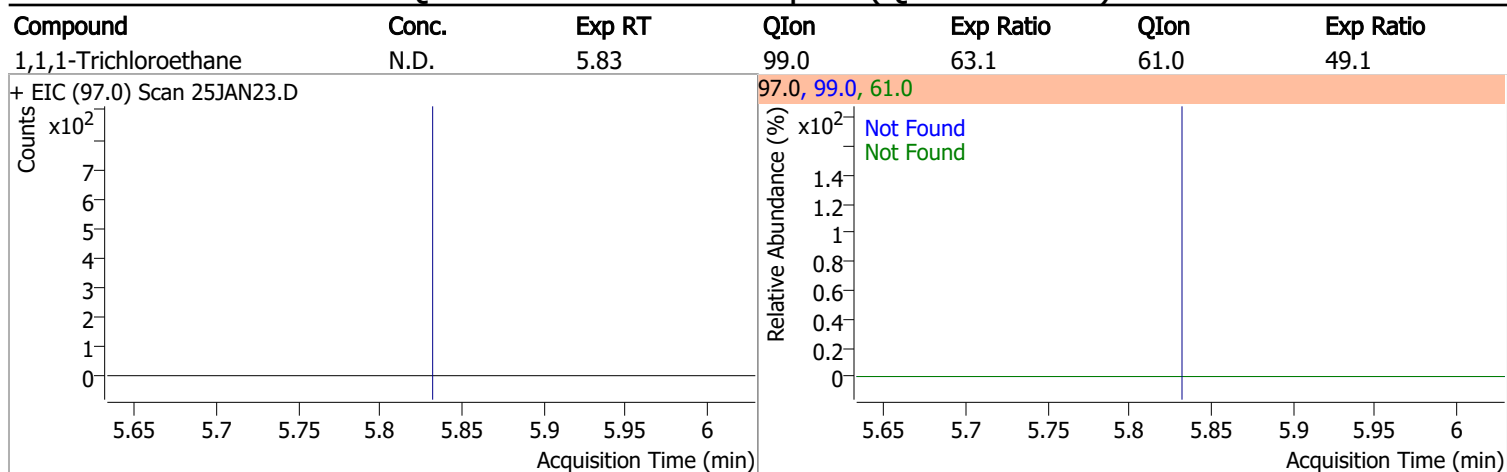 Compound Conc. Exp RT QIon Exp Ratio QIon Exp Ratio
1,1,1-Trichloroethane N.D. 5.83 99.0 63.1 61.0 49.1
+ EIC (97.0) Scan 25JAN23.D
Counts
x10²
7
6
5
4
3
2
1
0
5.65 5.7 5.75 5.8 5.85 5.9 5.95 6
Acquisition Time (min)
97.0, 99.0, 61.0
Relative Abundance (%)
x10²
Not Found
Not Found
1.4
1.2
1
0.8
0.6
0.4
0.2
0
5.65 5.7 5.75 5.8 5.85 5.9 5.95 6
Acquisition Time (min)